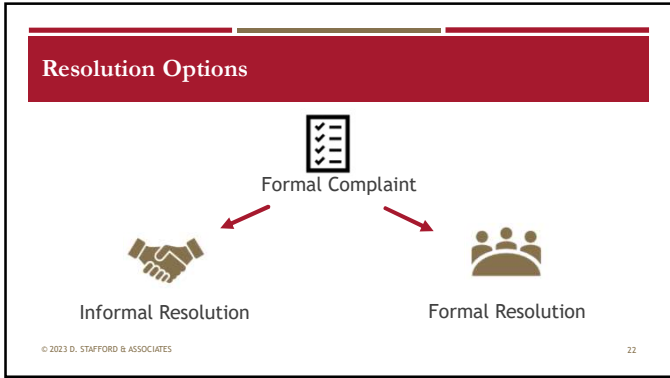 Resolution Options
Formal Complaint
Informal Resolution
Formal Resolution
© 2023 D. STAFFORD & ASSOCIATES
22